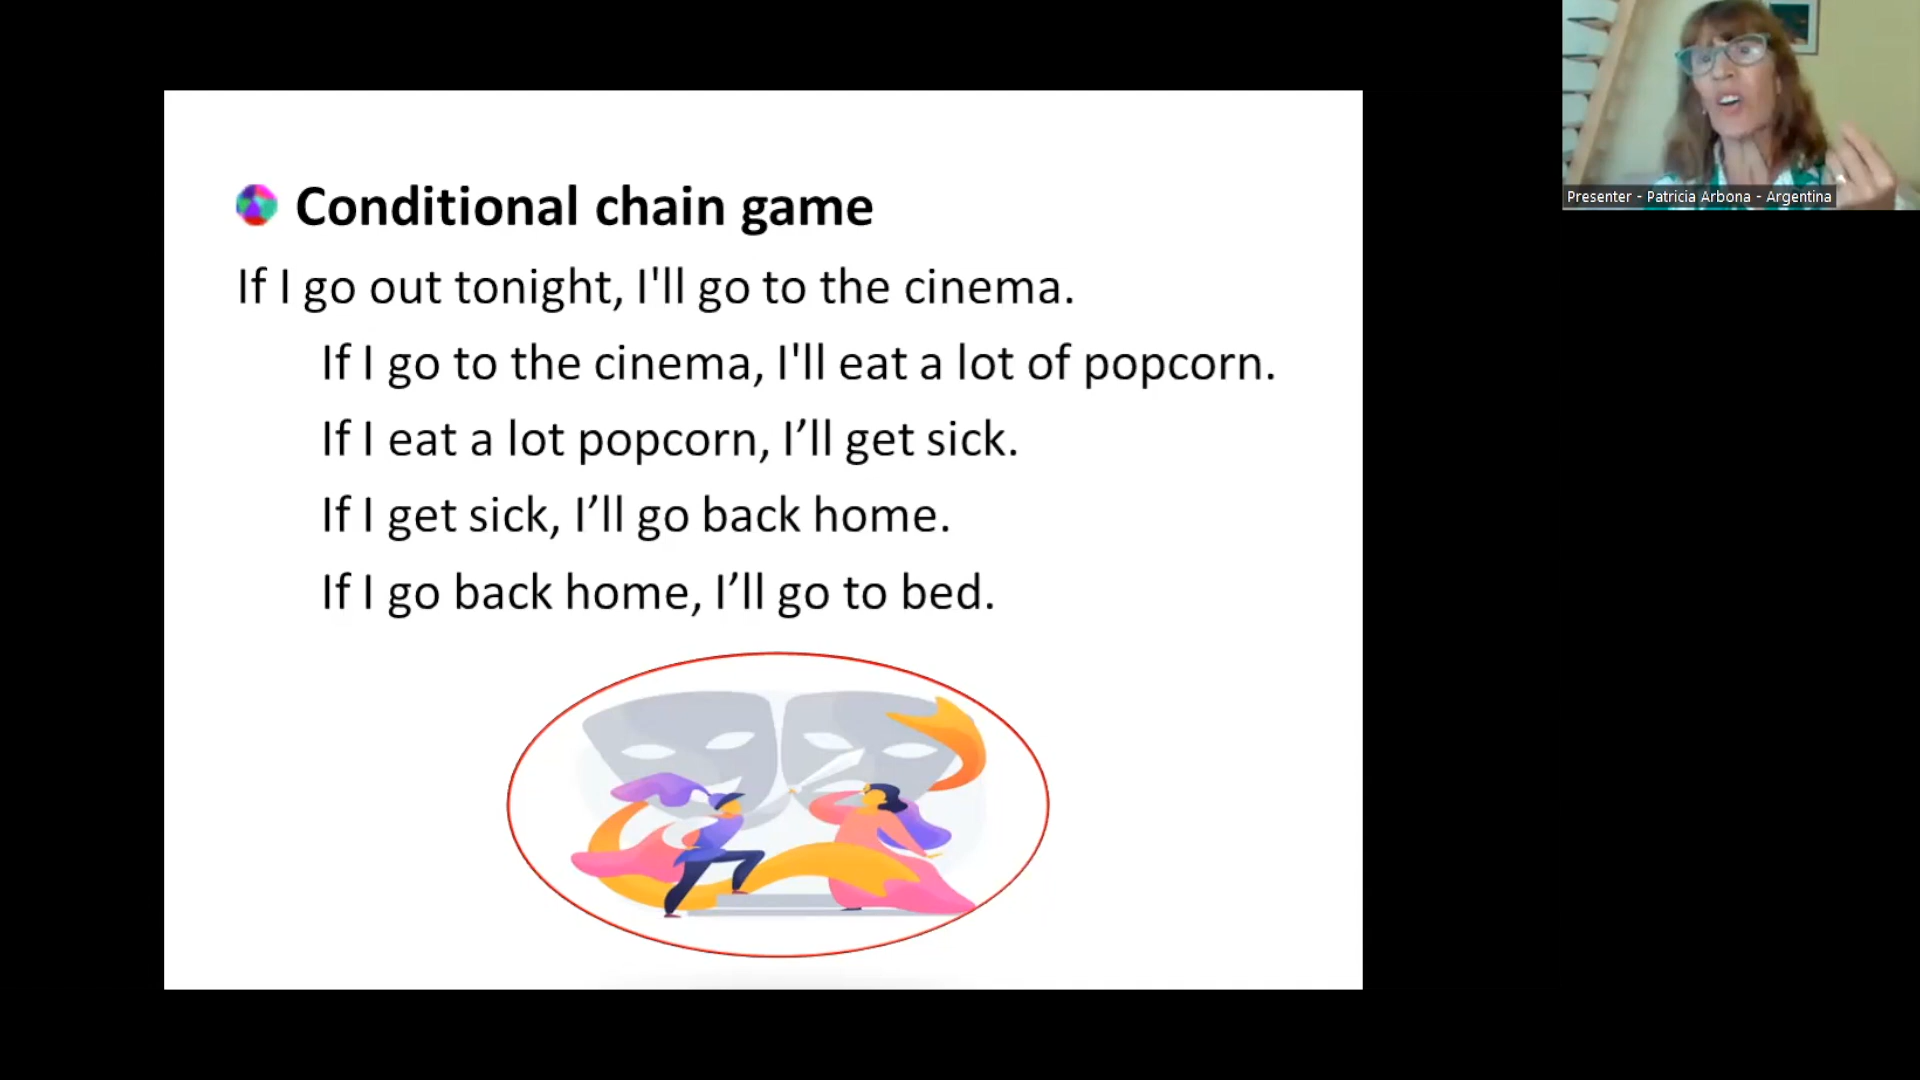 Conditional chain game
If I go out tonight, I'll go to the cinema.
If I go to the cinema, I'll eat a lot of popcorn.
If I eat a lot popcorn, I’ll get sick.
If I get sick, I’ll go back home.
If I go back home, I’ll go to bed.
Presenter - Patricia Arbona - Argentina